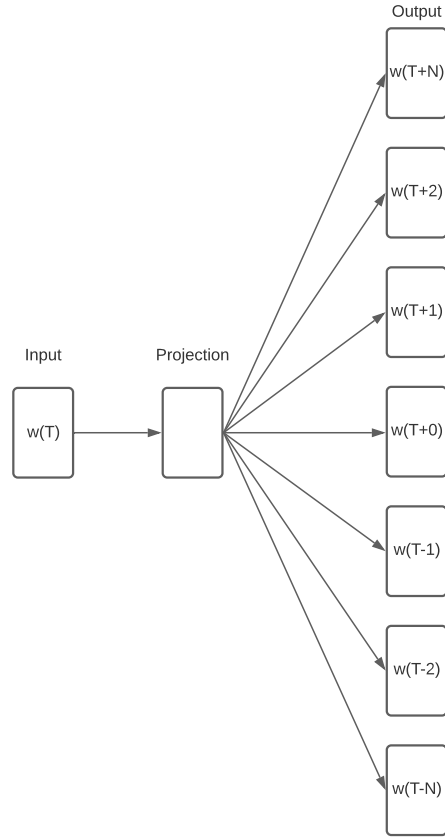 Output
w(T+N)
w(T+2)
w(T+1)
Input
Projection
w(T)
w(T+0)
w(T-1)
w(T-2)
w(T-N)